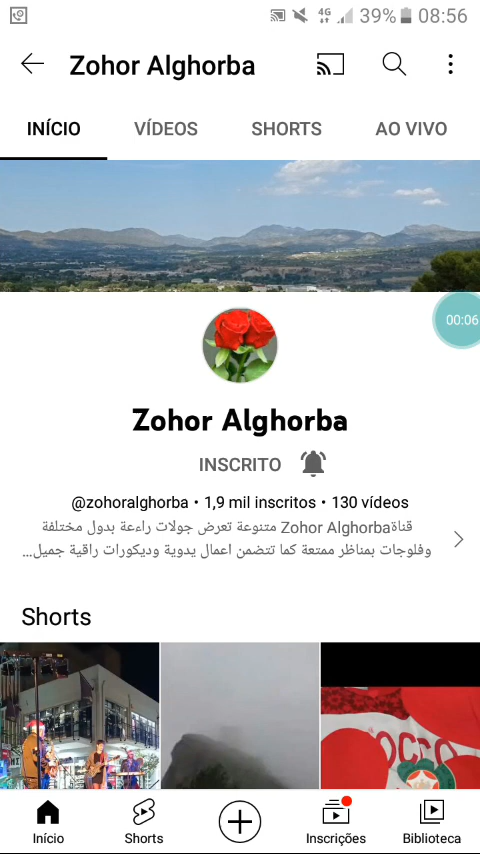 4G 39% 08:56
Zohor Alghorba
INÍCIO VÍDEOS SHORTS AO VIVO
00:06
Zohor Alghorba
INSCRITO
@zohoralghorba • 1,9 mil inscritos • 130 vídeos
قناةZohor Alghorba متنوعة تعرض جولات راءعة بدول مختلفة
وفلوجات بمناظر ممتعة كما تتضمن اعمال يدوية وديكورات راقية جميل...
Shorts
Início Shorts Inscrições Biblioteca